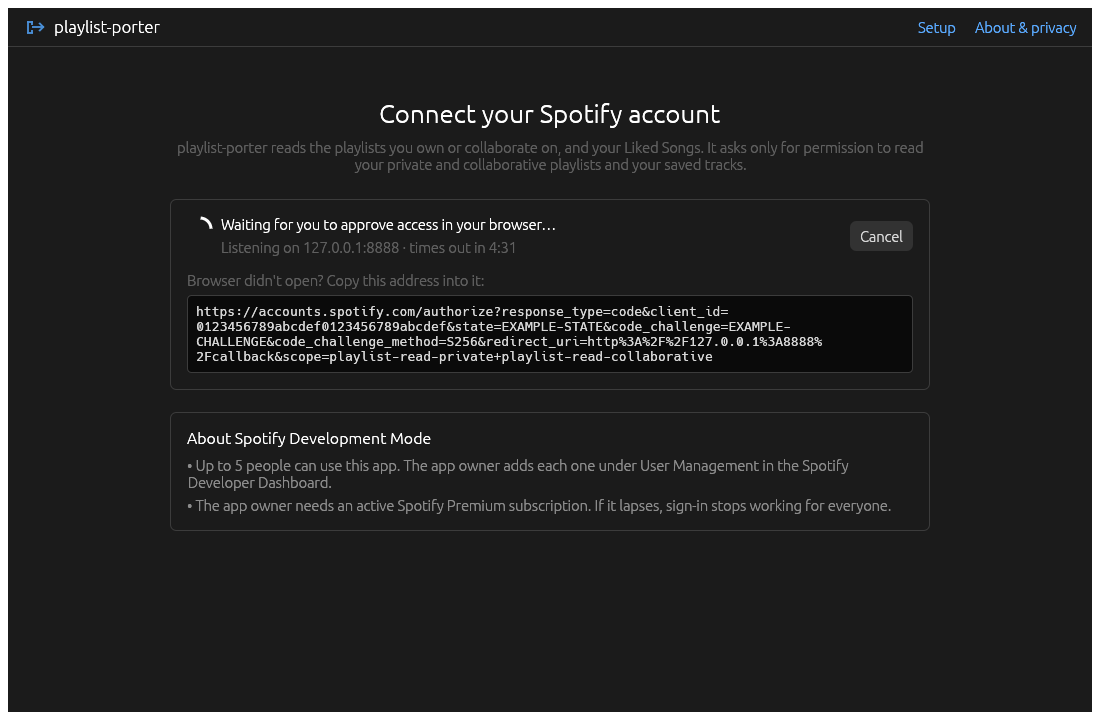 playlist-porter
Setup
About & privacy
Connect your Spotify account
playlist-porter reads the playlists you own or collaborate on, and your Liked Songs. It asks only for permission to read
your private and collaborative playlists and your saved tracks.
Waiting for you to approve access in your browser…
Listening on 127.0.0.1:8888 · times out in 4:31
Cancel
Browser didn't open? Copy this address into it:
https://accounts.spotify.com/authorize?response_type=code&client_id=
0123456789abcdef0123456789abcdef&state=EXAMPLE-STATE&code_challenge=EXAMPLE-
CHALLENGE&code_challenge_method=S256&redirect_uri=http%3A%2F%2F127.0.0.1%3A8888%
2Fcallback&scope=playlist-read-private+playlist-read-collaborative
About Spotify Development Mode
• Up to 5 people can use this app. The app owner adds each one under User Management in the Spotify
Developer Dashboard.
• The app owner needs an active Spotify Premium subscription. If it lapses, sign-in stops working for everyone.